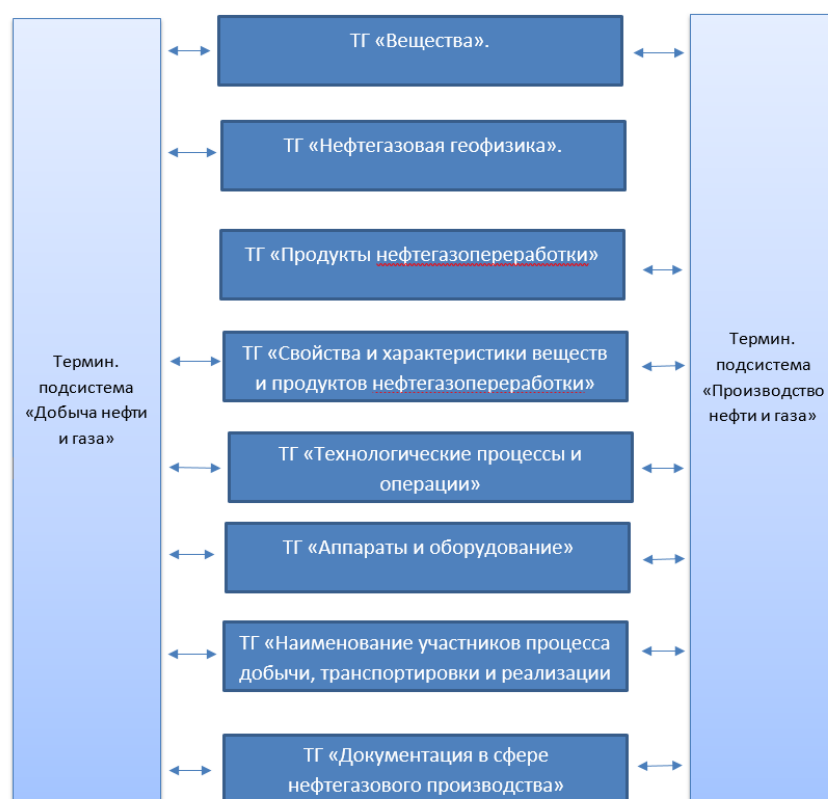 ТГ «Вещества».
ТГ «Нефтегазовая геофизика».
ТГ «Продукты нефтегазопереработки»
Термин.
подсистема
«Добыча нефти
и газа»
ТГ «Свойства и характеристики веществ
и продуктов нефтегазопереработки»
Термин.
подсистема
«Производство
нефти и газа»
ТГ «Технологические процессы и
операции»
ТГ «Аппараты и оборудование»
ТГ «Наименование участников процесса
добычи, транспортировки и реализации
ТГ «Документация в сфере
нефтегазового производства»